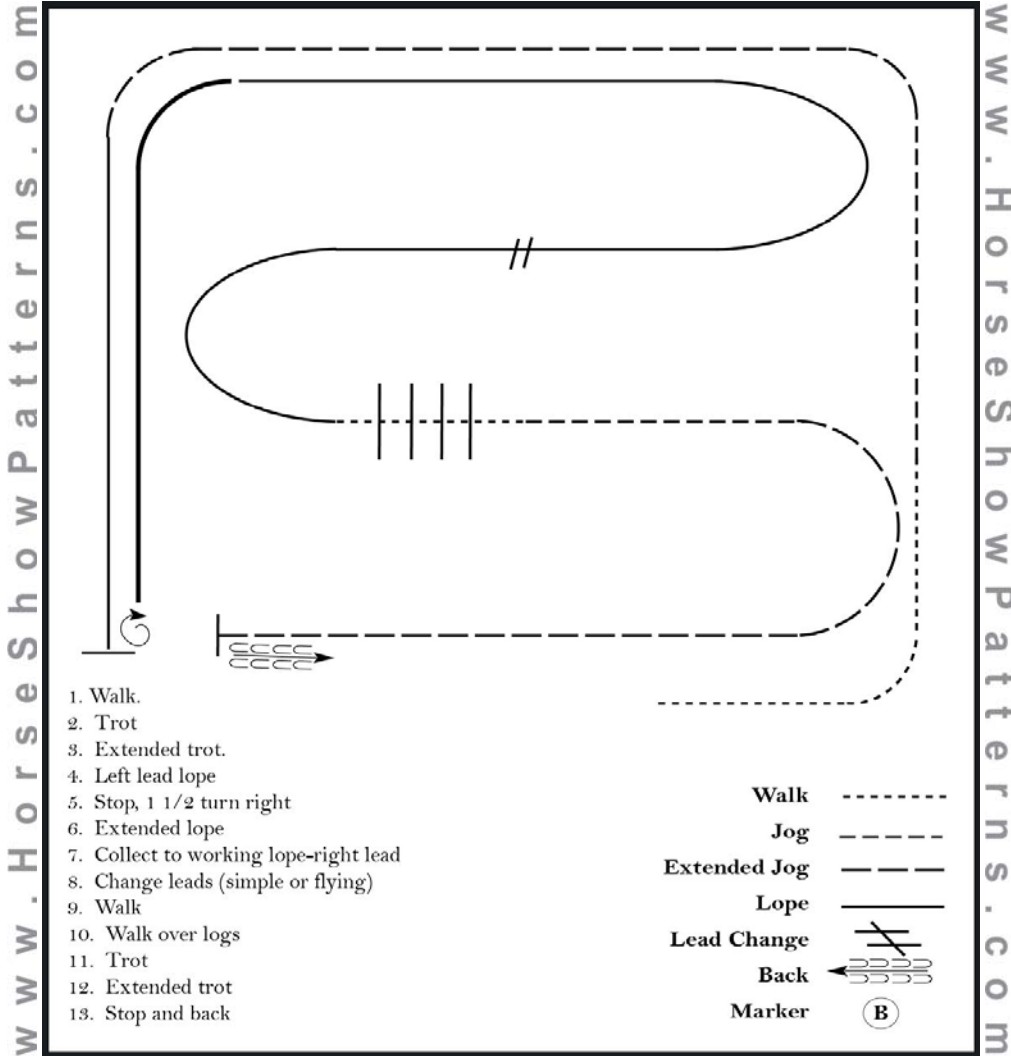 www.HorseShowPatterns.com
www.HorseShowPatterns.com
1. Walk.
2. Trot
3. Extended trot.
4. Left lead lope
5. Stop, 1 1/2 turn right
6. Extended lope
7. Collect to working lope-right lead
8. Change leads (simple or flying)
9. Walk
10. Walk over logs
11. Trot
12. Extended trot
13. Stop and back
Walk
Jog
Extended Jog
Lope
Lead Change
Back
Marker B